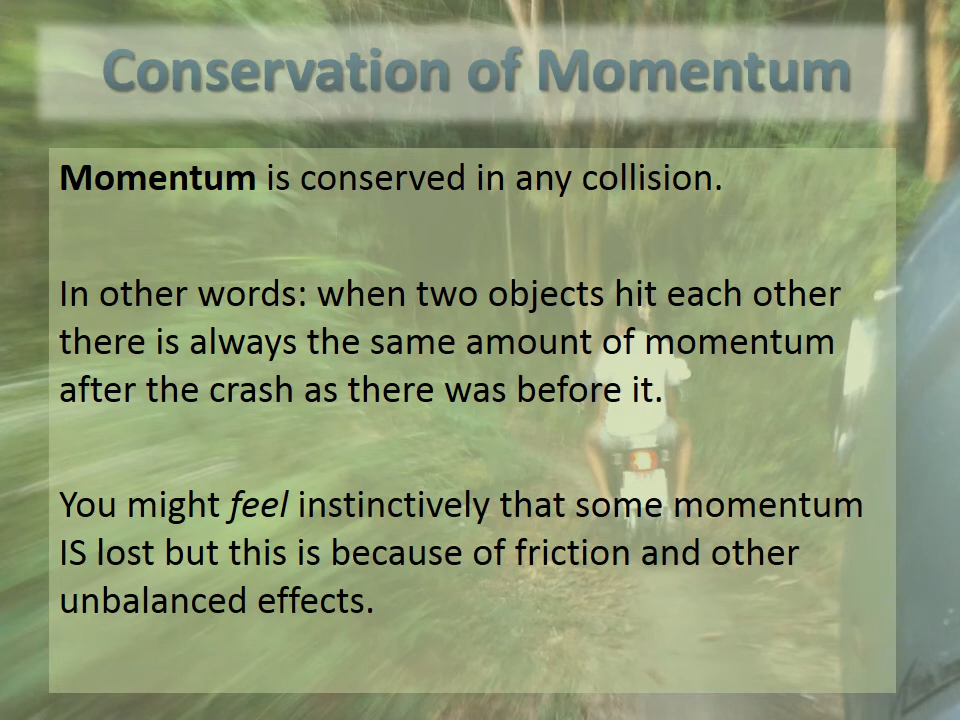 Conservation of Momentum
Momentum is conserved in any collision.
In other words: when two objects hit each other
there is always the same amount of momentum
after the crash as there was before it.
You might feel instinctively that some momentum
IS lost but this is because of friction and other
unbalanced effects.